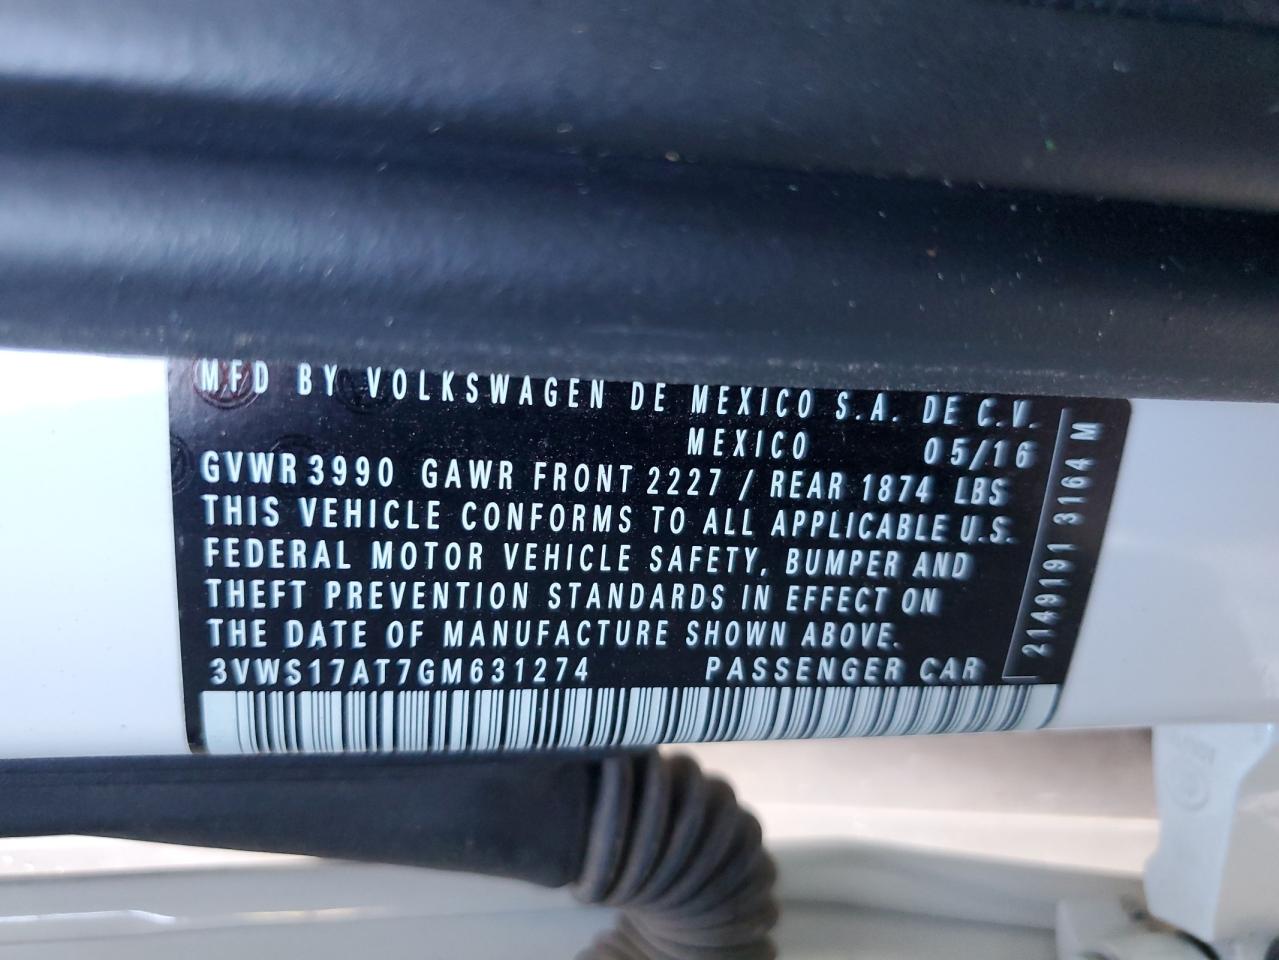 MFD BY VOLKSWAGEN DE MEXICO S.A. DE C.V.
MEXICO 05/16
GVWR 3990 GAWR FRONT 2227 / REAR 1874 LBS
THIS VEHICLE CONFORMS TO ALL APPLICABLE U.S.
FEDERAL MOTOR VEHICLE SAFETY, BUMPER AND
THEFT PREVENTION STANDARDS IN EFFECT ON
THE DATE OF MANUFACTURE SHOWN ABOVE.
3VWS17AT7GM631274 PASSENGER CAR
2149191 3164 M